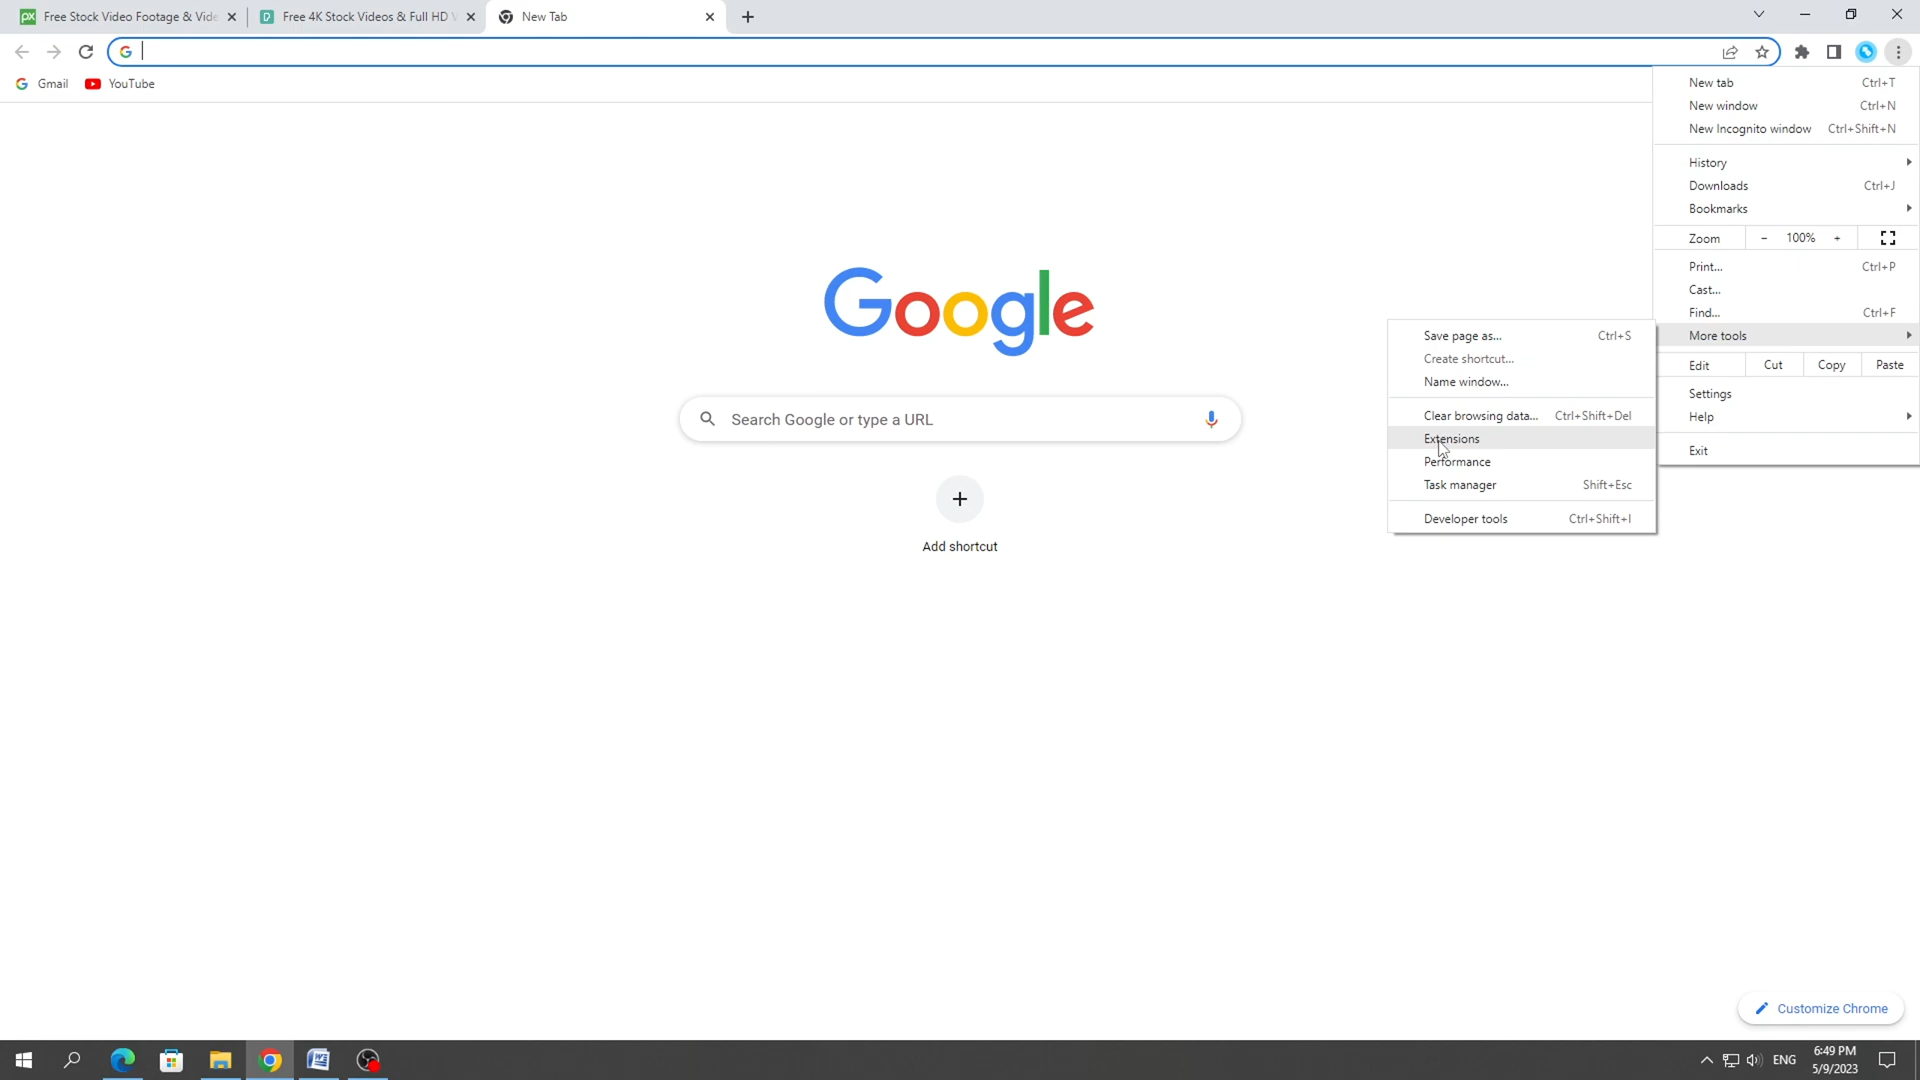 Free Stock Video Footage & Vide
Free 4K Stock Videos & Full HD V
New Tab
Gmail
YouTube
New tab Ctrl+T
New window Ctrl+N
New Incognito window Ctrl+Shift+N
History
Downloads Ctrl+J
Bookmarks
Zoom - 100% +
Print... Ctrl+P
Cast...
Find... Ctrl+F
More tools
Edit Cut Copy Paste
Settings
Help
Exit
Save page as... Ctrl+S
Create shortcut...
Name window...
Clear browsing data... Ctrl+Shift+Del
Extensions
Performance
Task manager Shift+Esc
Developer tools Ctrl+Shift+I
Google
Search Google or type a URL
Add shortcut
Customize Chrome
ENG
6:49 PM
5/9/2023